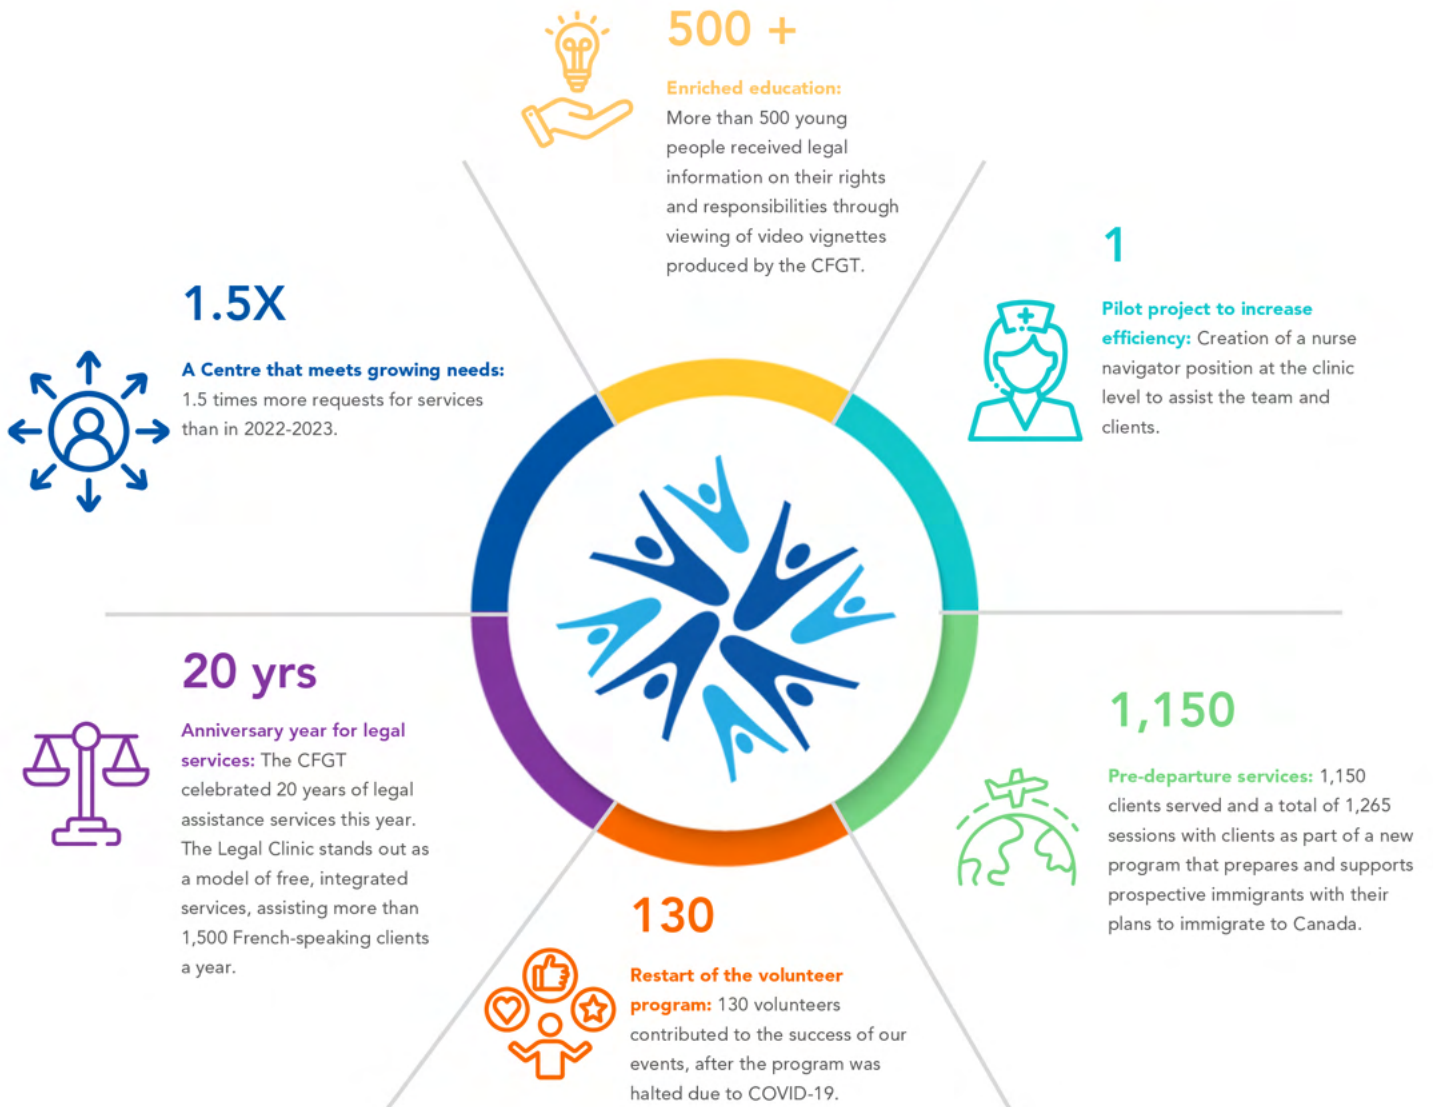 500 +
Enriched education:
More than 500 young
people received legal
information on their rights
and responsibilities through
viewing of video vignettes
produced by the CFGT.
1
Pilot project to increase
efficiency: Creation of a nurse
navigator position at the clinic
level to assist the team and
clients.
1.5X
A Centre that meets growing needs:
1.5 times more requests for services
than in 2022-2023.
20 yrs
Anniversary year for legal
services: The CFGT
celebrated 20 years of legal
assistance services this year.
The Legal Clinic stands out as
a model of free, integrated
services, assisting more than
1,500 French-speaking clients
a year.
1,150
Pre-departure services: 1,150
clients served and a total of 1,265
sessions with clients as part of a new
program that prepares and supports
prospective immigrants with their
plans to immigrate to Canada.
130
Restart of the volunteer
program: 130 volunteers
contributed to the success of our
events, after the program was
halted due to COVID-19.